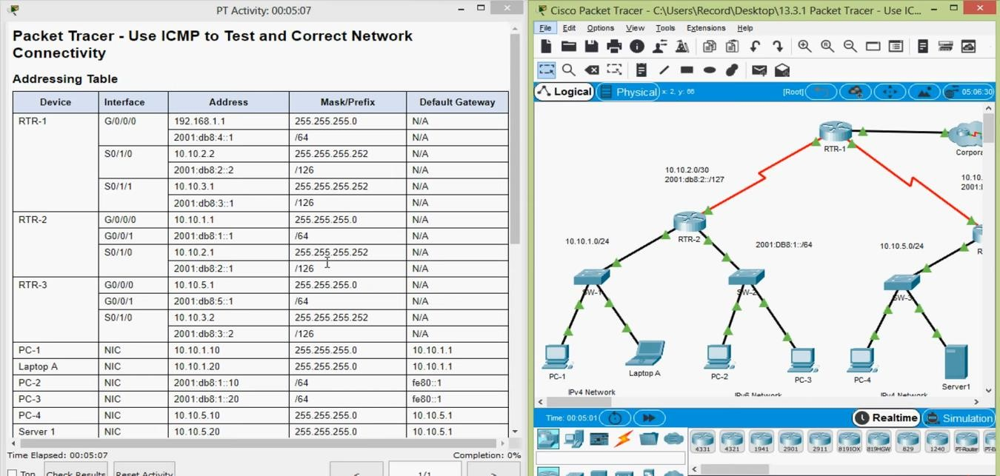 PT Activity: 00:05:07
Packet Tracer - Use ICMP to Test and Correct Network
Connectivity
Addressing Table
Device Interface Address Mask/Prefix Default Gateway
RTR-1 G/0/0/0 192.168.1.1 255.255.255.0 N/A
2001:db8:4::1 /64 N/A
S0/1/0 10.10.2.2 255.255.255.252 N/A
2001:db8:2::2 /126 N/A
S0/1/1 10.10.3.1 255.255.255.252 N/A
2001:db8:3::1 /126 N/A
RTR-2 G/0/0/0 10.10.1.1 255.255.255.0 N/A
G0/0/1 2001:db8:1::1 /64 N/A
S0/1/0 10.10.2.1 255.255.255.252 N/A
2001:db8:2::1 /126 N/A
RTR-3 G0/0/0 10.10.5.1 255.255.255.0 N/A
G0/0/1 2001:db8:5::1 /64 N/A
S0/1/0 10.10.3.2 255.255.255.252 N/A
2001:db8:3::2 /126 N/A
PC-1 NIC 10.10.1.10 255.255.255.0 10.10.1.1
Laptop A NIC 10.10.1.20 255.255.255.0 10.10.1.1
PC-2 NIC 2001:db8:1::10 /64 fe80::1
PC-3 NIC 2001:db8:1::20 /64 fe80::1
PC-4 NIC 10.10.5.10 255.255.255.0 10.10.5.1
Server 1 NIC 10.10.5.20 255.255.255.0 10.10.5.1
Time Elapsed: 00:05:07 Completion: 0%
Top Check Results Reset Activity < 1/1 >
Cisco Packet Tracer - C:\Users\Record\Desktop\13.3.1 Packet Tracer - Use IC...
File Edit Options View Tools Extensions Help
Logical Physical x: 2, y: 66 [Root] 05:06:30
RTR-1
Corpora
10.10.2.0/30
2001:db8:2::/127
10.10.
2001:
RTR-2
R
10.10.1.0/24
2001:DB8:1::/64
10.10.5.0/24
SW-1 SW-2 SW-3
PC-1 Laptop A PC-2 PC-3 PC-4 Server1
IPv4 Network IPv6 Network IPv4 Network
Time: 00:05:01 Realtime Simulation
4331 4321 1941 2901 2911 819IOX 819HGW 829 1240 PT-Router